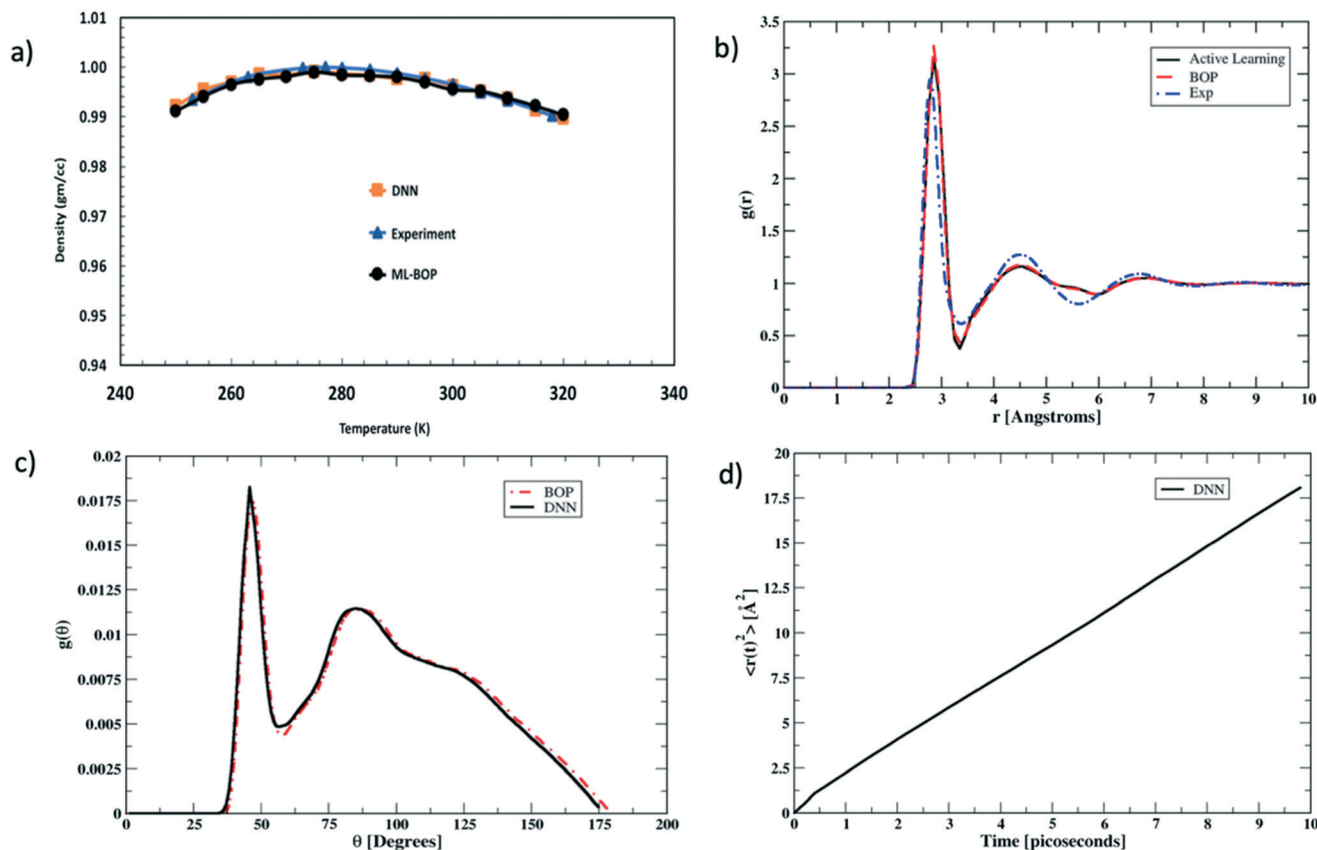 a)
1.01
1.00
0.99
0.98
0.97
0.96
0.95
0.94
240 260 280 300 320 340
Density (gm/cc)
Temperature (K)
DNN
Experiment
ML-BOP
b)
3.5
3
2.5
2
1.5
1
0.5
0
0 1 2 3 4 5 6 7 8 9 10
g(r)
r [Angstroms]
Active Learning
BOP
Exp
c)
0.02
0.0175
0.015
0.0125
0.01
0.0075
0.005
0.0025
0
0 25 50 75 100 125 150 175 200
g(θ)
θ [Degrees]
BOP
DNN
d)
20
17.5
15
12.5
10
7.5
5
2.5
0
0 1 2 3 4 5 6 7 8 9 10
<r(t)²> [Å²]
Time [picoseconds]
DNN